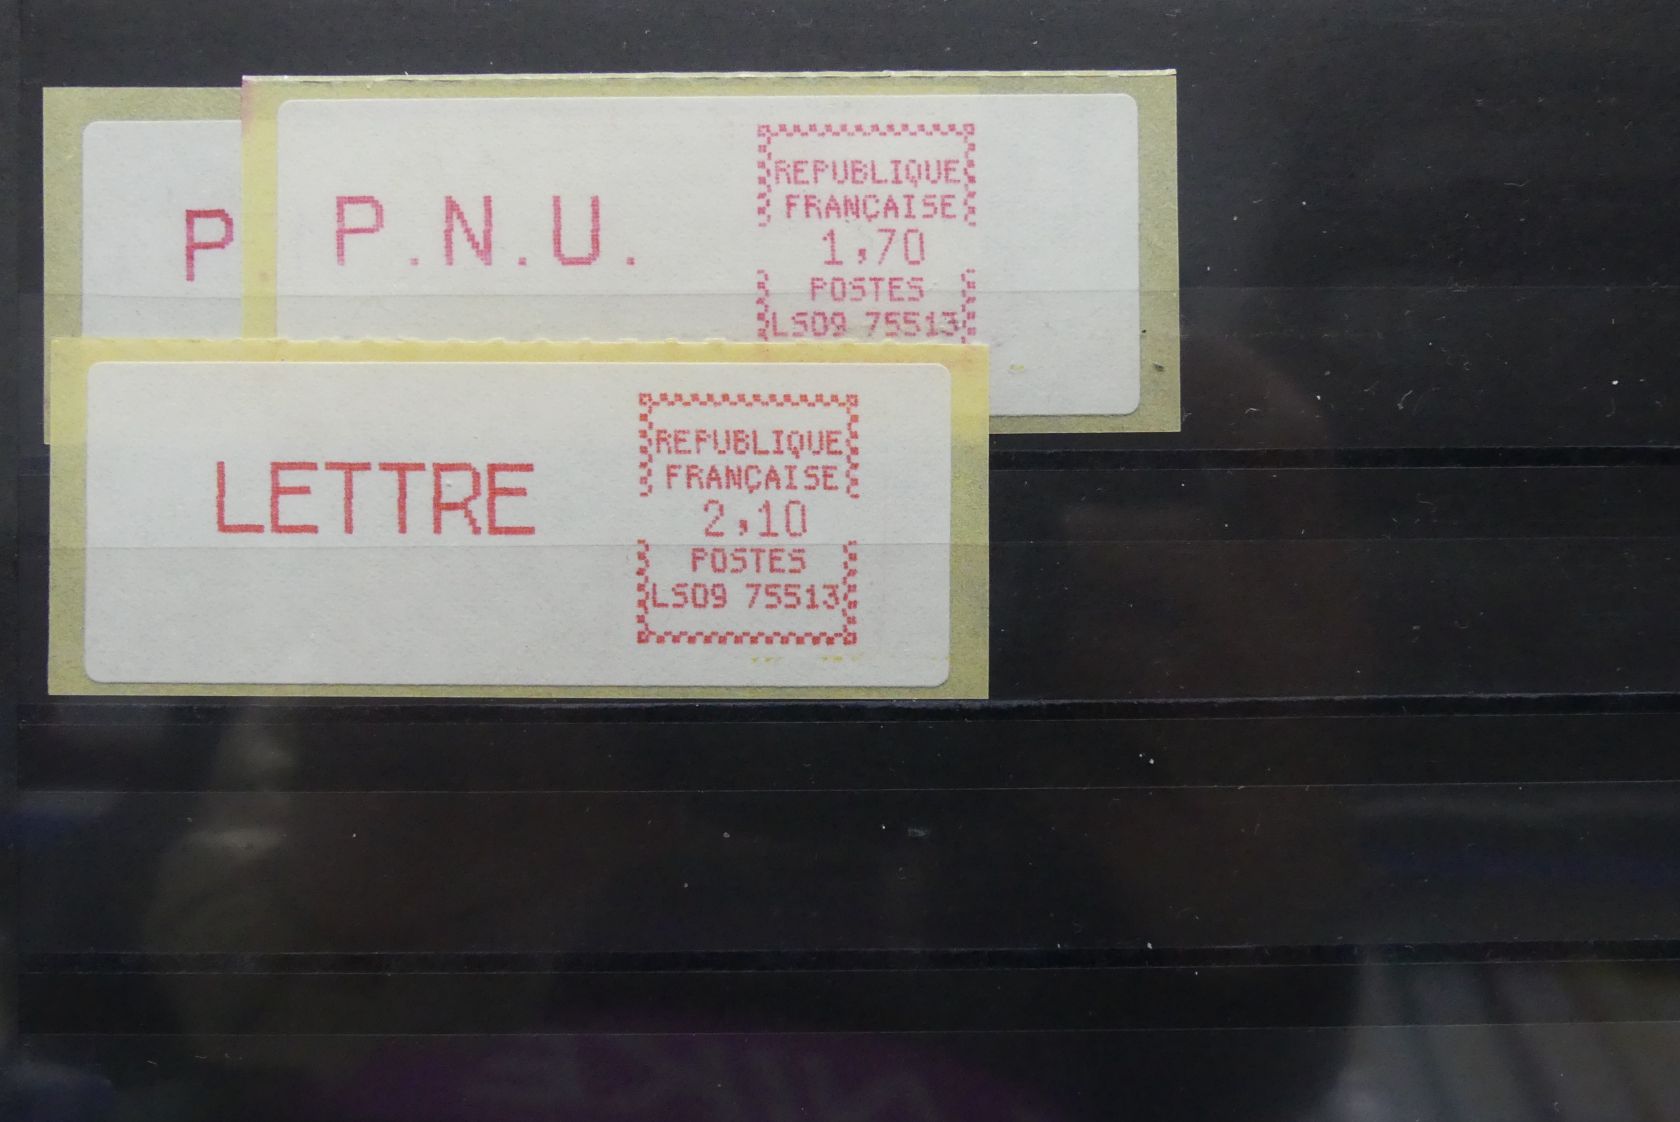 P
P.N.U.
REPUBLIQUE
FRANÇAISE
1,70
POSTES
LS09 75513
LETTRE
REPUBLIQUE
FRANÇAISE
2,10
POSTES
LS09 75513